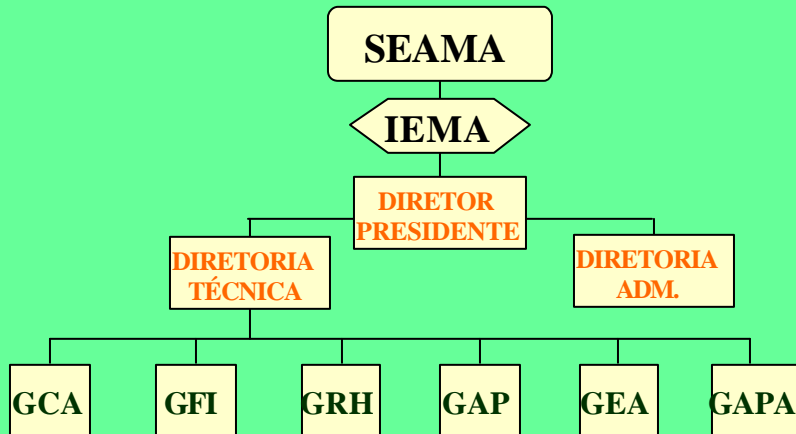 SEAMA
IEMA
DIRETOR
PRESIDENTE
DIRETORIA
TÉCNICA
DIRETORIA
ADM.
GCA
GFI
GRH
GAP
GEA
GAPA